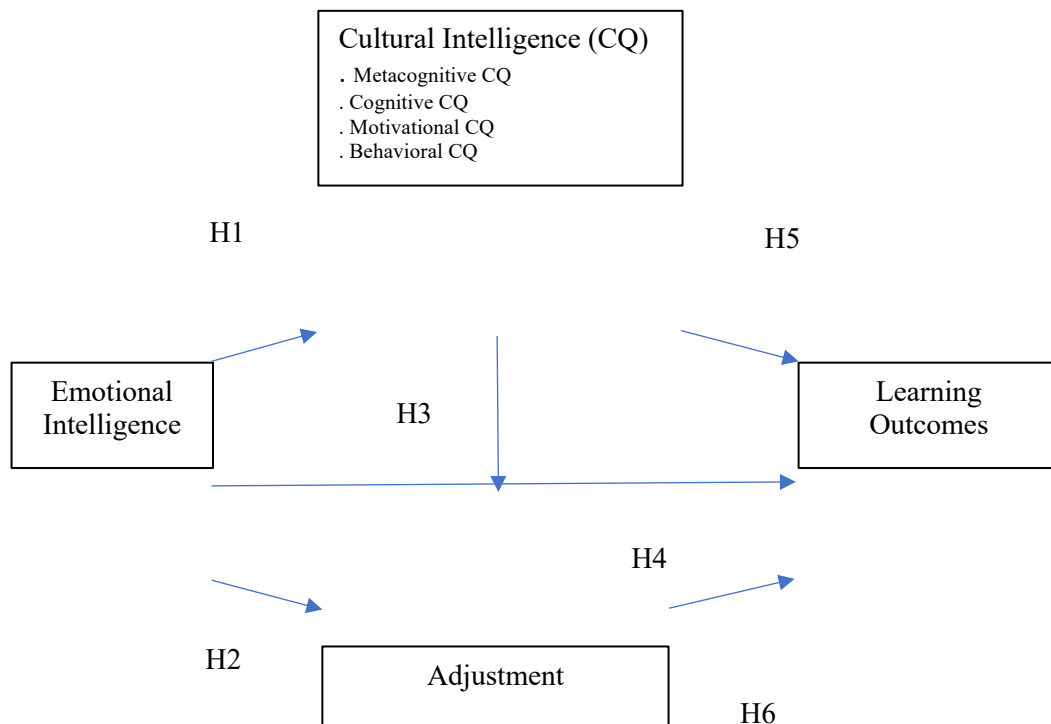 Cultural Intelligence (CQ)
. Metacognitive CQ
. Cognitive CQ
. Motivational CQ
. Behavioral CQ
H1
H5
Emotional
Intelligence
H3
Learning
Outcomes
H4
H2
Adjustment
H6